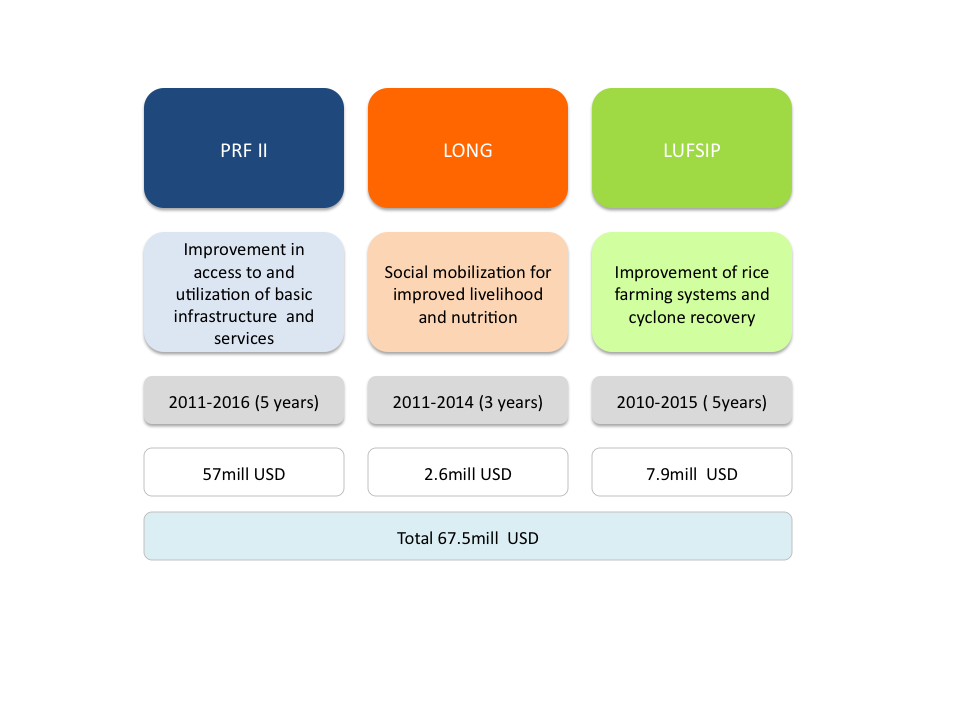 PRF II
LONG
LUFSIP
Improvement in
access to and
utilization of basic
infrastructure  and
services
Social mobilization for
improved livelihood
and nutrition
Improvement of rice
farming systems and
cyclone recovery
2011-2016 (5 years)
2011-2014 (3 years)
2010-2015 ( 5years)
57mill USD
2.6mill USD
7.9mill  USD
Total 67.5mill  USD